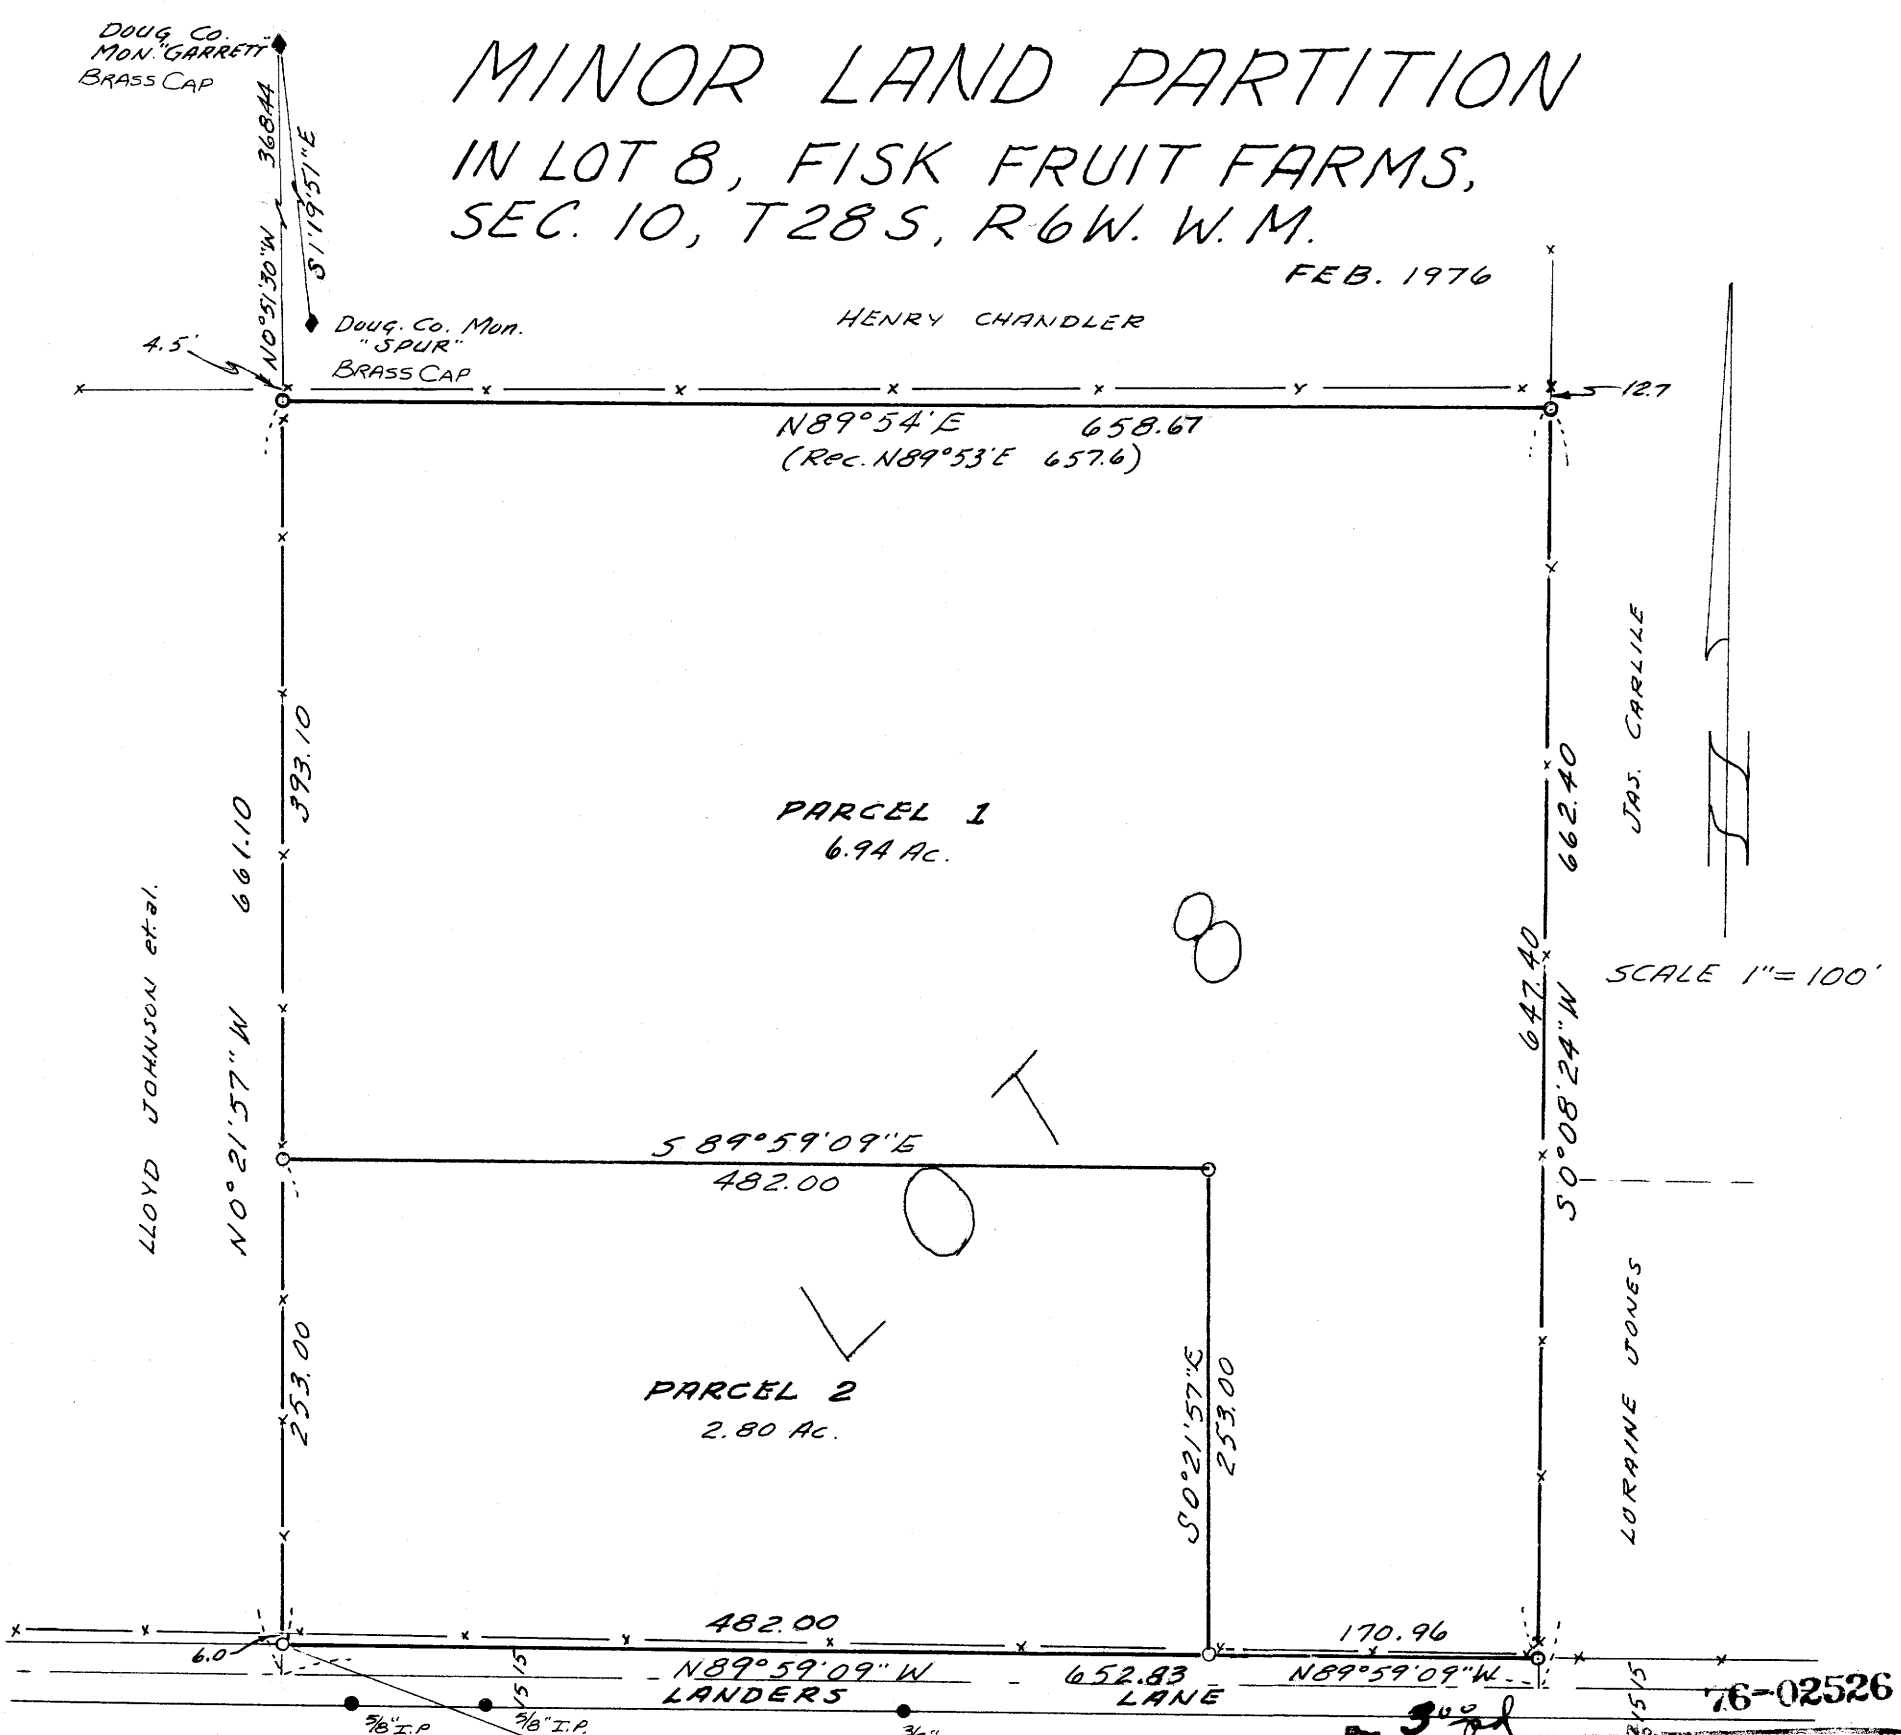 DOUG. CO.
MON. "GARRETT"
BRASS CAP
MINOR LAND PARTITION
IN LOT 8, FISK FRUIT FARMS,
SEC. 10, T28S, R6W. W.M.
FEB. 1976
N0°51'30"W 368.44
S1°19'51"E
Doug. Co. Mon.
"SPUR"
BRASS CAP
HENRY CHANDLER
4.5'
12.7
N89°54'E 658.67
(Rec. N89°53'E 657.6)
393.10
N0°21'57"W 661.10
LLOYD JOHNSON et.al.
PARCEL 1
6.94 Ac.
LOT 8
662.40
647.40
S0°08'24"W
JAS. CARLILE
SCALE 1"=100'
S 89°59'09"E
482.00
253.00
PARCEL 2
2.80 Ac.
S0°21'57"E
253.00
LORRAINE JONES
482.00
170.96
6.0
N89°59'09"W 652.83 N89°59'09"W
LANDERS LANE
15 15
15 15
76-02526
5/8" I.P.
5/8" I.P.